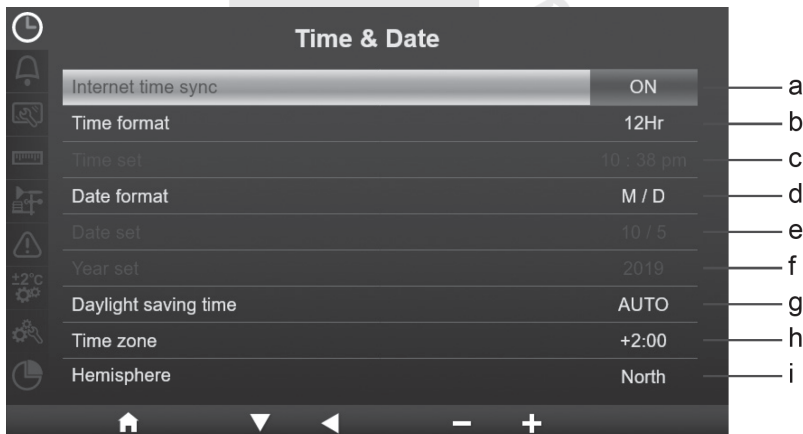 Time & Date
Internet time sync ON a
Time format 12Hr b
Time set 10 : 38 pm c
Date format M / D d
Date set 10 / 5 e
Year set 2019 f
Daylight saving time AUTO g
Time zone +2:00 h
Hemisphere North i
±2°C